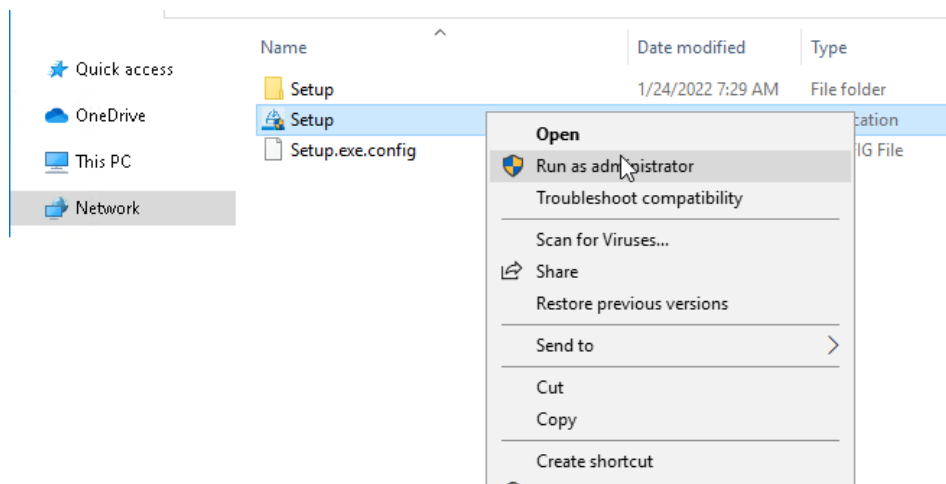 Name Date modified Type
Quick access
Setup 1/24/2022 7:29 AM File folder
OneDrive
Setup
Open
Setup.exe.config
This PC
Run as administrator
Troubleshoot compatibility
Network
Scan for Viruses...
Share
Restore previous versions
Send to
Cut
Copy
Create shortcut